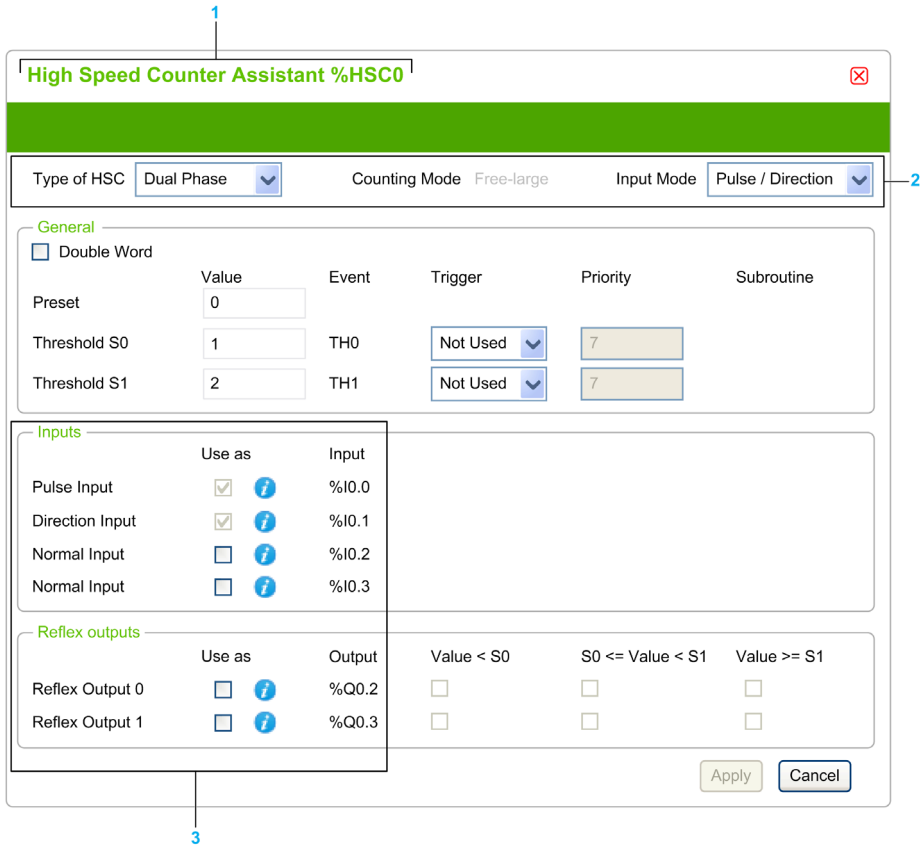 1
High Speed Counter Assistant %HSC0
Type of HSC Dual Phase Counting Mode Free-large Input Mode Pulse / Direction
2
General
Double Word
Value Event Trigger Priority Subroutine
Preset 0
Threshold S0 1 TH0 Not Used 7
Threshold S1 2 TH1 Not Used 7
Inputs
Use as Input
Pulse Input i %I0.0
Direction Input i %I0.1
Normal Input i %I0.2
Normal Input i %I0.3
Reflex outputs
Use as Output Value < S0 S0 <= Value < S1 Value >= S1
Reflex Output 0 i %Q0.2
Reflex Output 1 i %Q0.3
Apply Cancel
3